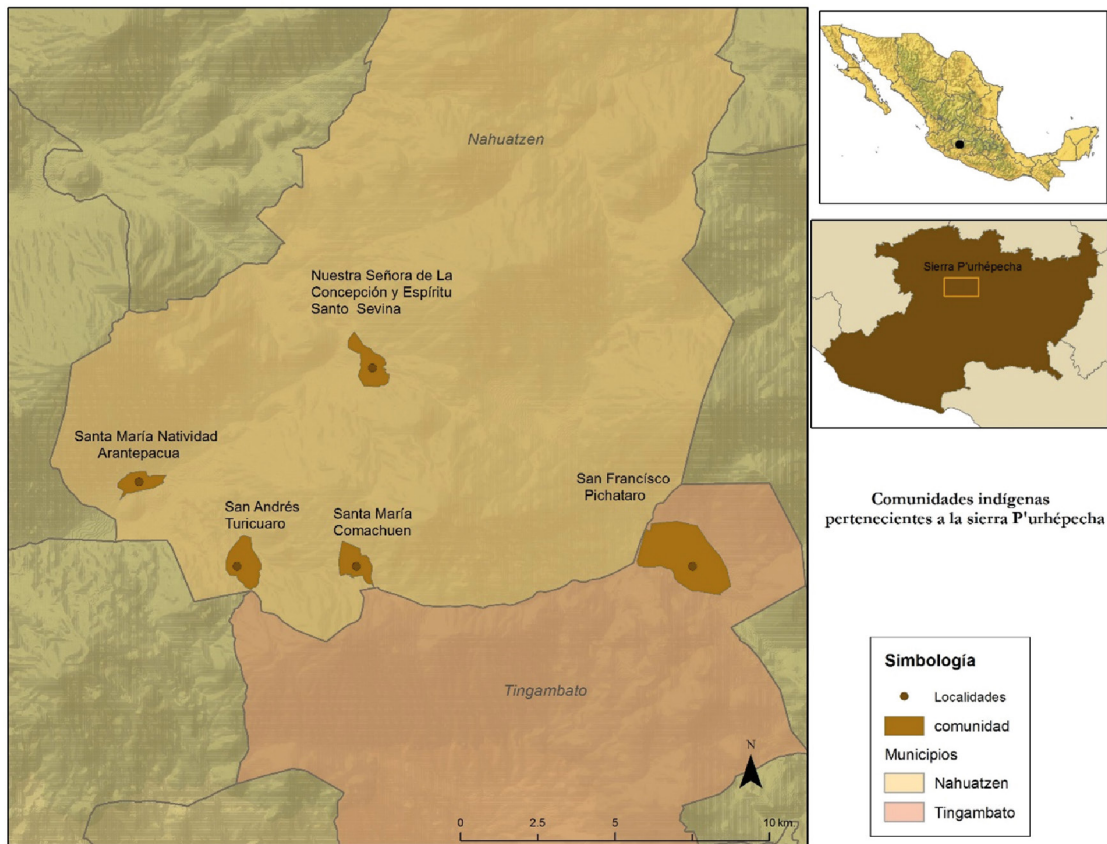 Nahuatzen
Nuestra Señora de La
Concepción y Espíritu
Santo Sevina
Santa María Natividad
Arantepacua
San Andrés
Turicuaro
Santa María
Comachuen
San Francísco
Pichataro
Tingambato
N
0 2.5 5 10 km
Sierra P'urhépecha
Comunidades indígenas
pertenecientes a la sierra P'urhépecha
Simbología
Localidades
comunidad
Municipios
Nahuatzen
Tingambato